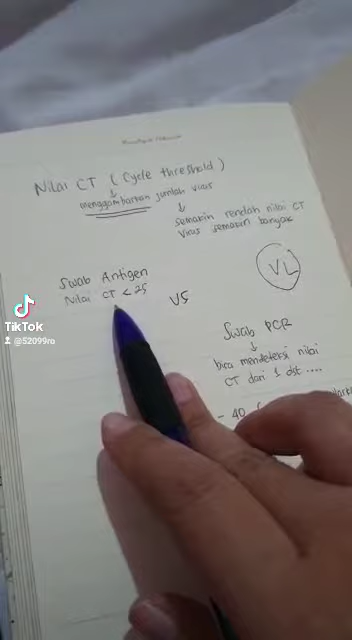 Nilai CT ( Cycle threshold )
↓
menggambarkan jumlah virus
↓
semakin rendah nilai CT
virus semakin banyak
VL
Swab Antigen
Nilai CT < 25
VS
Swab PCR
↓
bisa mendeteksi nilai
CT dari 1 dst ....
- 40
TikTok
@52099ro